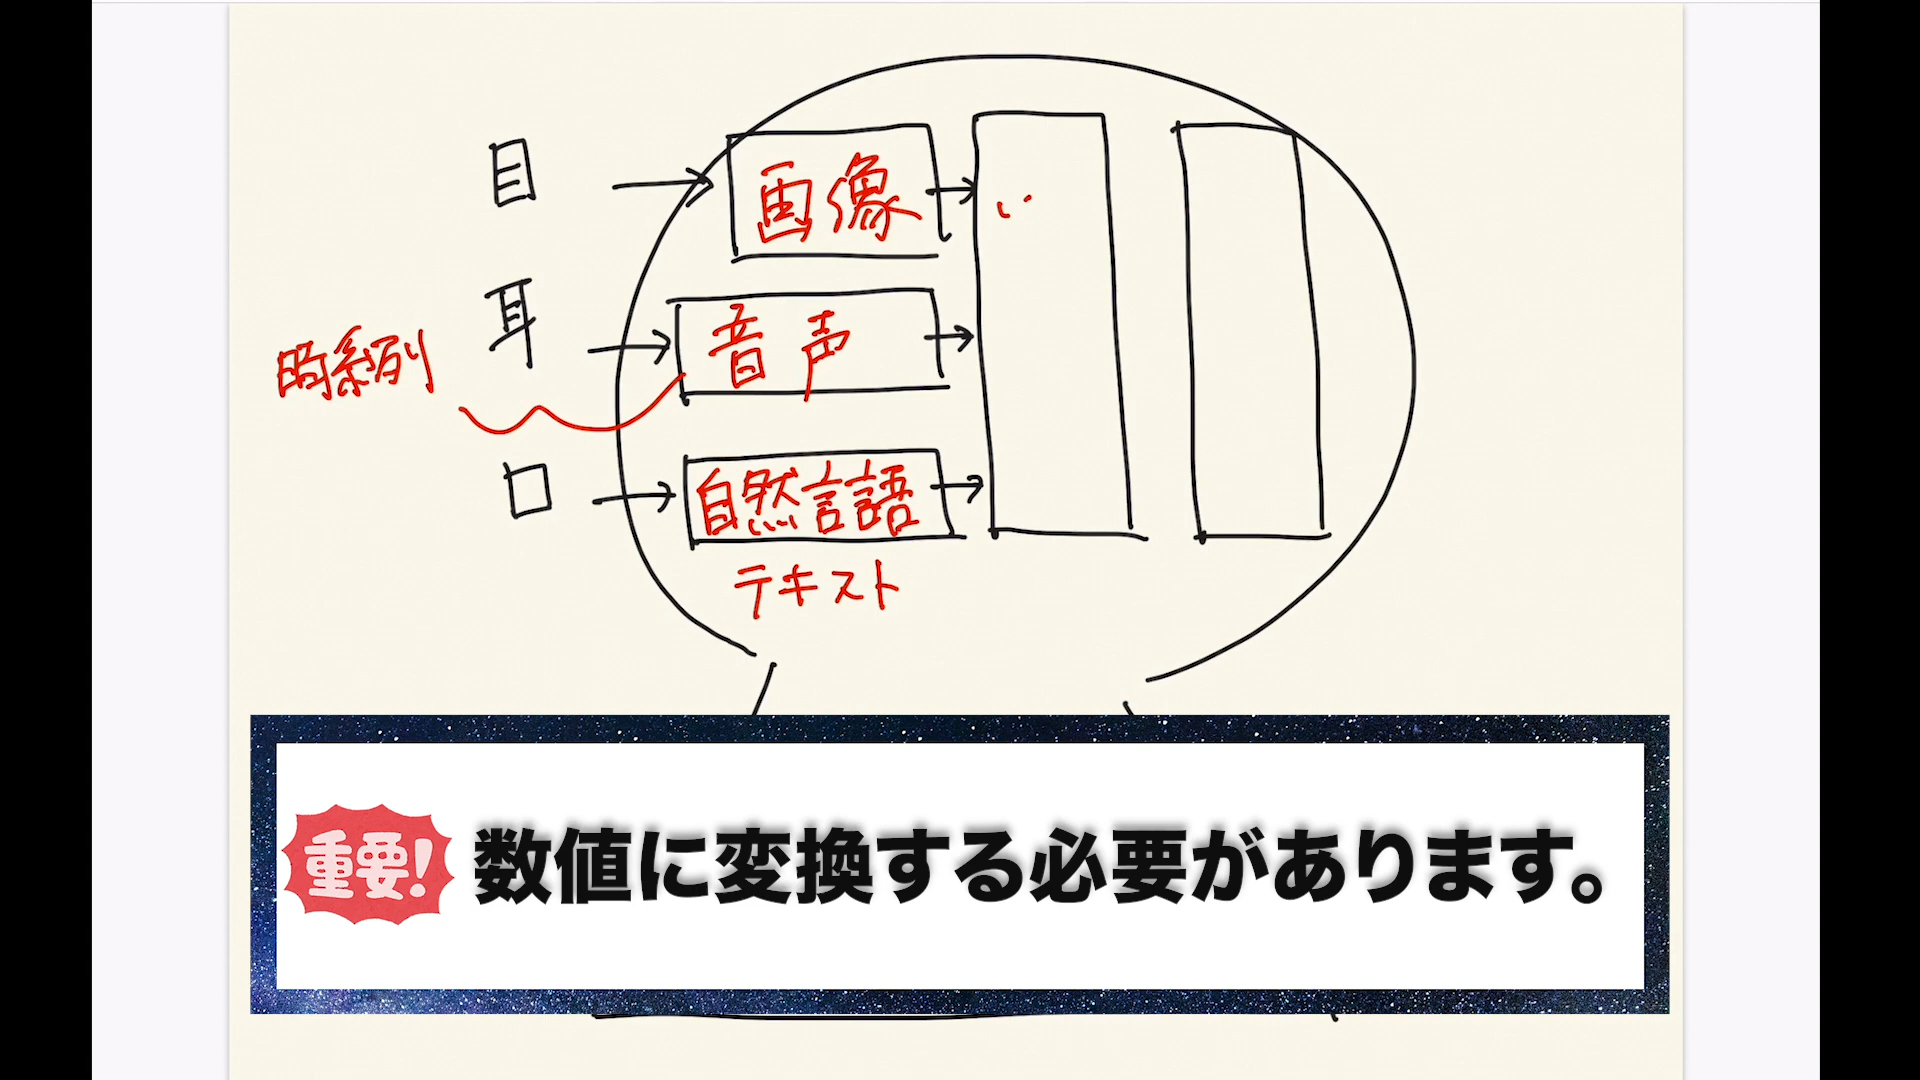 目
画像
耳
音声
時系列
口
自然言語
テキスト
重要!
数値に変換する必要があります。